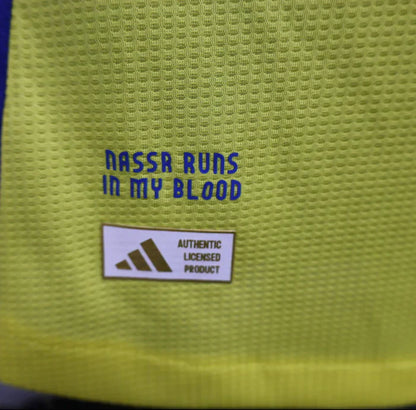 NASSR RUNS
IN MY BLOOD
AUTHENTIC
LICENSED
PRODUCT